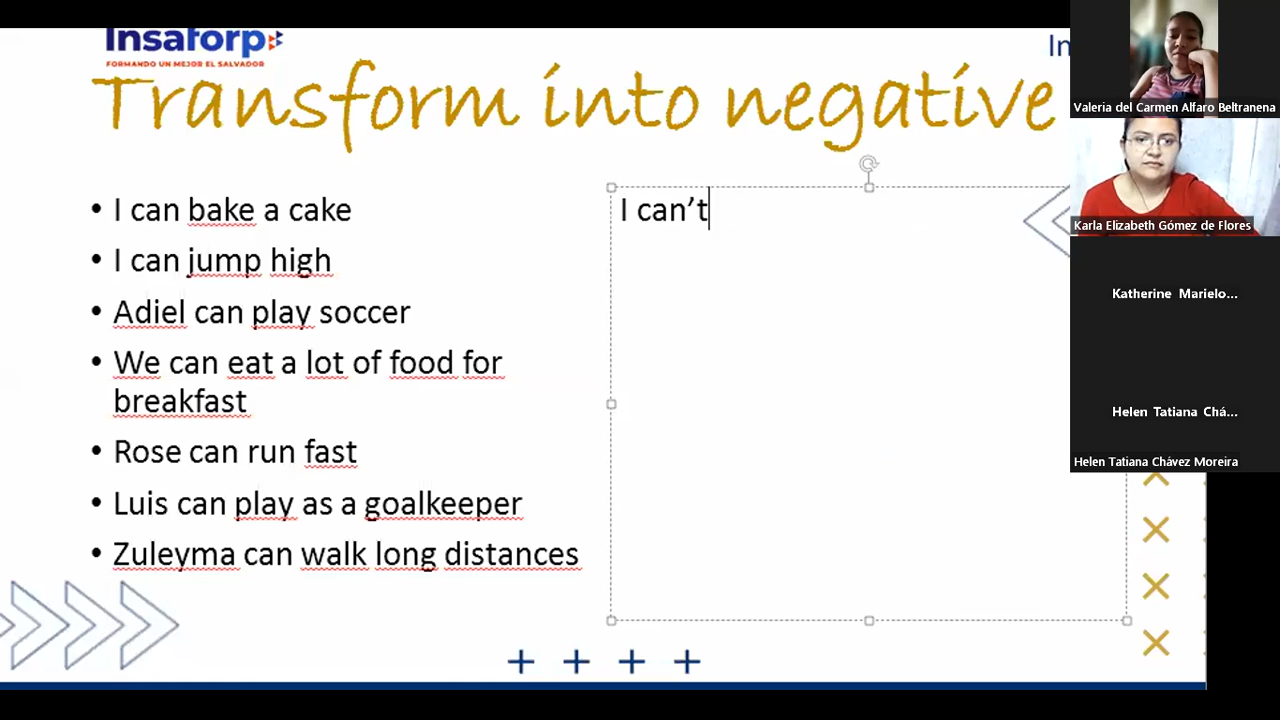 Insaforp
FORMANDO UN MEJOR EL SALVADOR
In
Transform into negative
• I can bake a cake
• I can jump high
• Adiel can play soccer
• We can eat a lot of food for
breakfast
• Rose can run fast
• Luis can play as a goalkeeper
• Zuleyma can walk long distances
I can’t
Valeria del Carmen Alfaro Beltranena
Karla Elizabeth Gómez de Flores
Katherine Marielo...
Helen Tatiana Chá...
Helen Tatiana Chávez Moreira